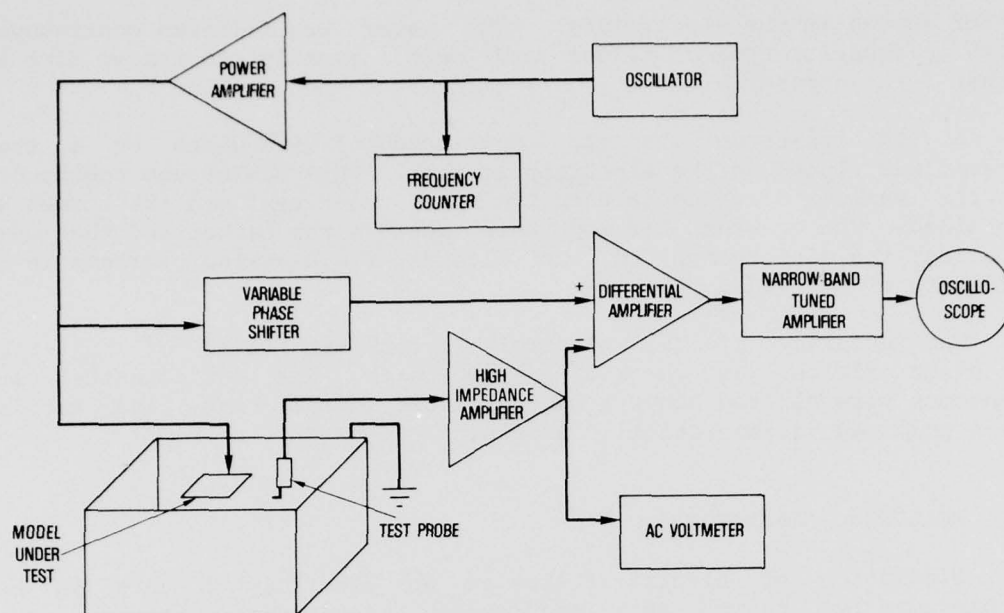 POWER
AMPLIFIER
OSCILLATOR
FREQUENCY
COUNTER
VARIABLE
PHASE
SHIFTER
+
−
DIFFERENTIAL
AMPLIFIER
NARROW-BAND
TUNED
AMPLIFIER
OSCILLO-
SCOPE
HIGH
IMPEDANCE
AMPLIFIER
MODEL
UNDER
TEST
TEST PROBE
AC VOLTMETER